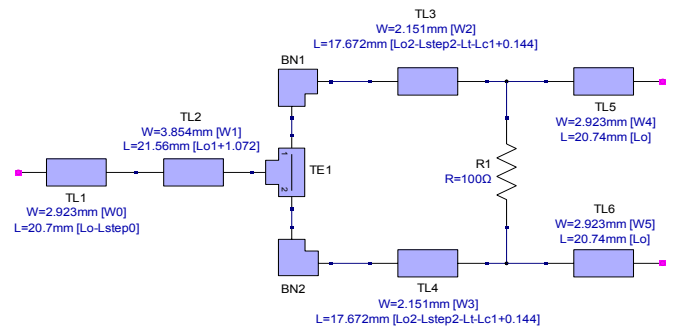 TL3
W=2.151mm [W2]
L=17.672mm [Lo2-Lstep2-Lt-Lc1+0.144]
BN1
TL2
W=3.854mm [W1]
L=21.56mm [Lo1+1.072]
TL5
W=2.923mm [W4]
L=20.74mm [Lo]
1
2
TE1
R1
R=100Ω
TL1
W=2.923mm [W0]
L=20.7mm [Lo-Lstep0]
TL6
W=2.923mm [W5]
L=20.74mm [Lo]
BN2
TL4
W=2.151mm [W3]
L=17.672mm [Lo2-Lstep2-Lt-Lc1+0.144]